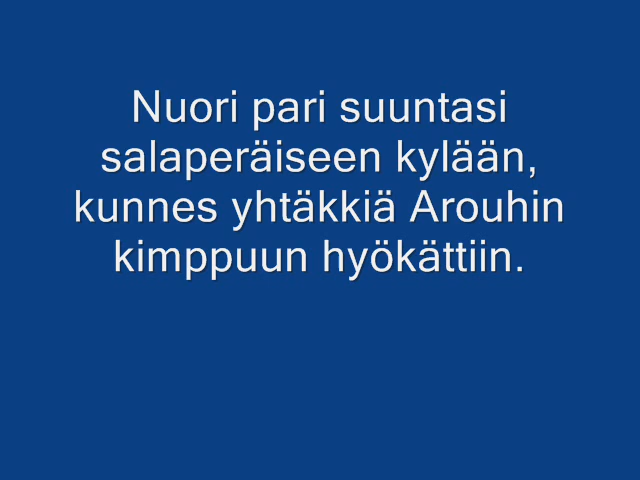 Nuori pari suuntasi
salaperäiseen kylään,
kunnes yhtäkkiä Arouhin
kimppuun hyökättiin.